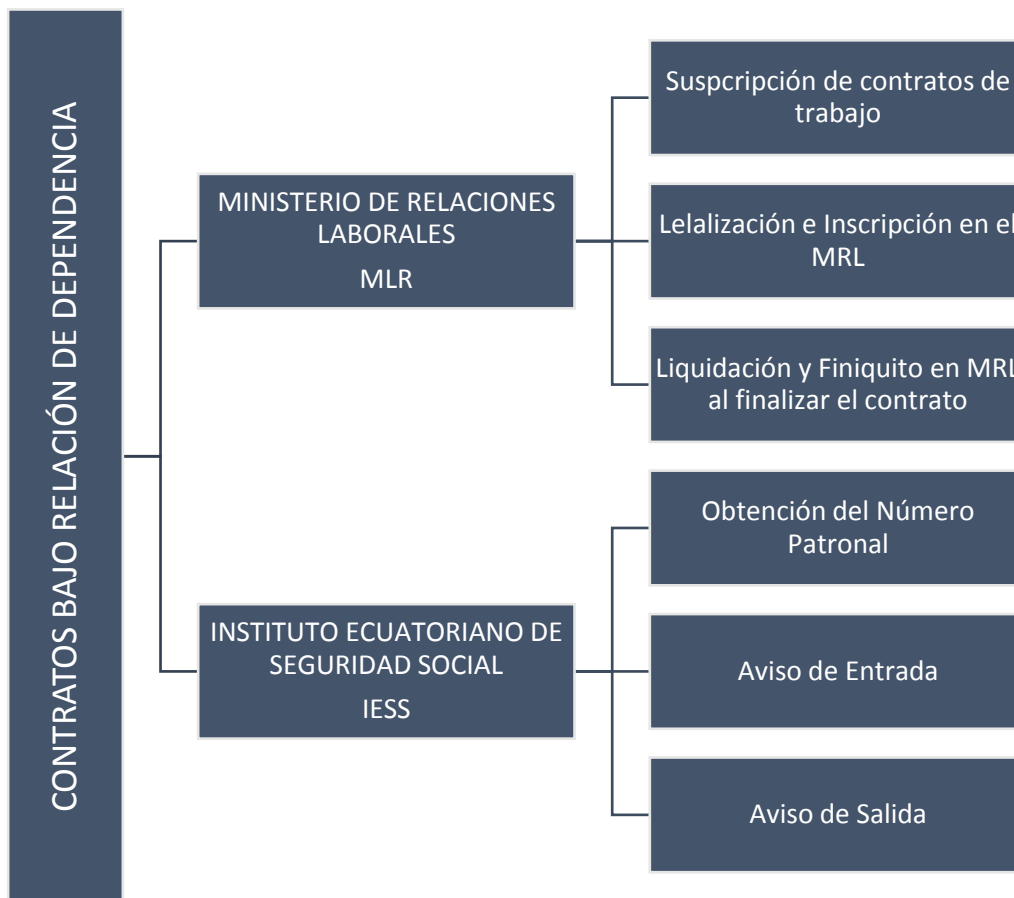 CONTRATOS BAJO RELACIÓN DE DEPENDENCIA
MINISTERIO DE RELACIONES
LABORALES
MLR
Suspcripción de contratos de
trabajo
Lelalización e Inscripción en el
MRL
Liquidación y Finiquito en MRL
al finalizar el contrato
INSTITUTO ECUATORIANO DE
SEGURIDAD SOCIAL
IESS
Obtención del Número
Patronal
Aviso de Entrada
Aviso de Salida